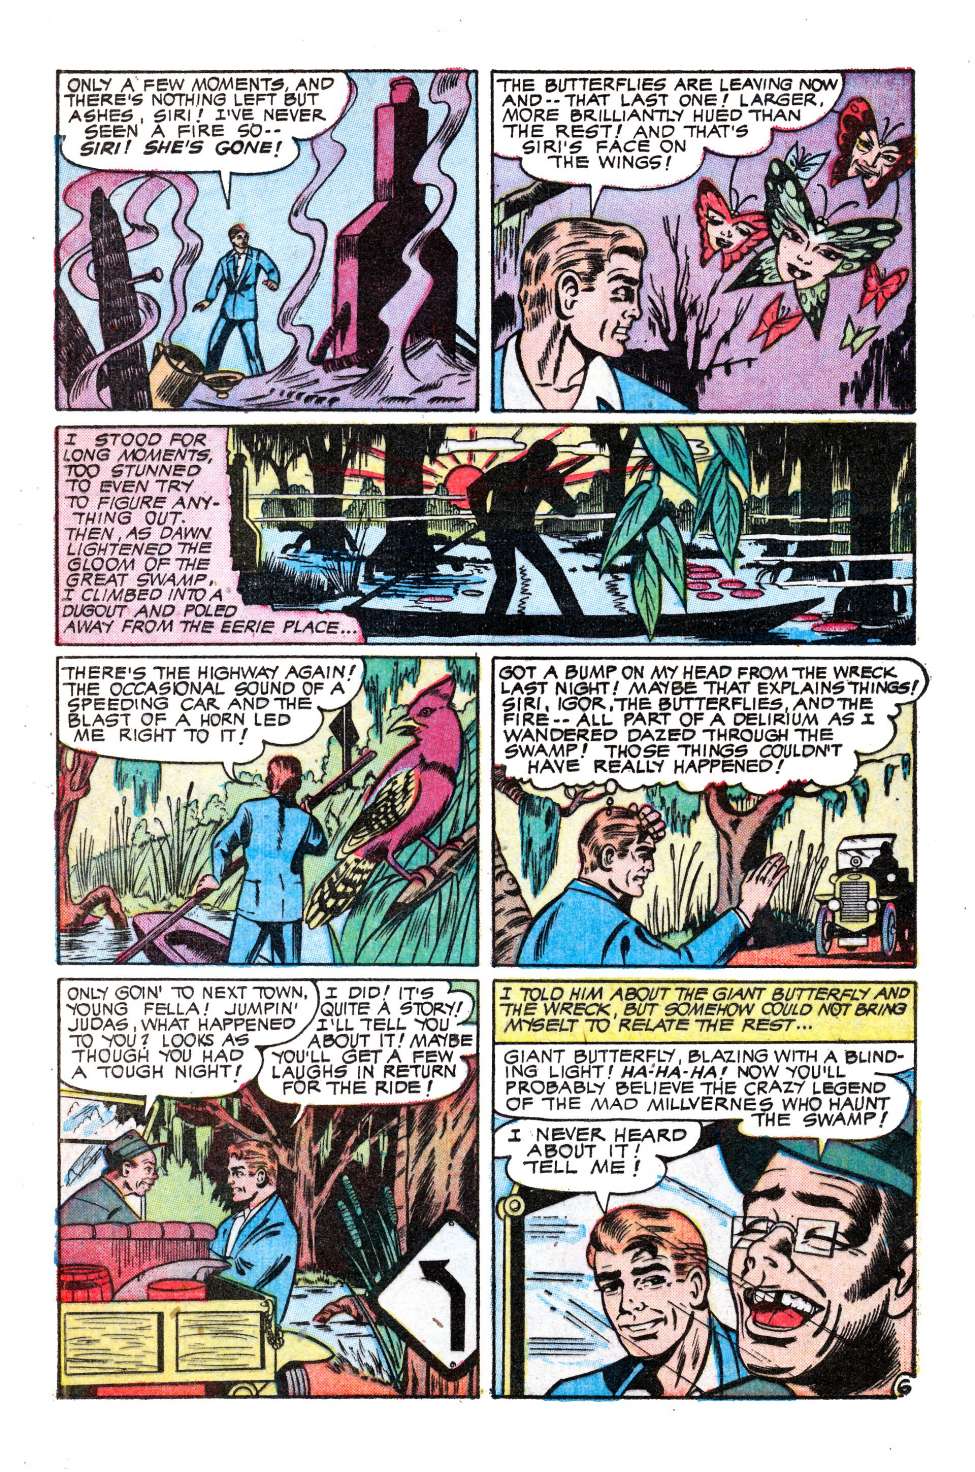 ONLY A FEW MOMENTS, AND
THERE'S NOTHING LEFT BUT
ASHES, SIRI! I'VE NEVER
SEEN A FIRE SO--
SIRI! SHE'S GONE!
THE BUTTERFLIES ARE LEAVING NOW
AND-- THAT LAST ONE! LARGER,
MORE BRILLIANTLY HUED THAN
THE REST! AND THAT'S
SIRI'S FACE ON
THE WINGS!
I STOOD FOR
LONG MOMENTS,
TOO STUNNED
TO EVEN TRY
TO FIGURE ANY-
THING OUT.
THEN, AS DAWN
LIGHTENED THE
GLOOM OF THE
GREAT SWAMP,
I CLIMBED INTO A
DUGOUT AND POLED
AWAY FROM THE EERIE PLACE...
THERE'S THE HIGHWAY AGAIN!
THE OCCASIONAL SOUND OF A
SPEEDING CAR AND THE
BLAST OF A HORN LED
ME RIGHT TO IT!
GOT A BUMP ON MY HEAD FROM THE WRECK
LAST NIGHT! MAYBE THAT EXPLAINS THINGS!
SIRI, IGOR, THE BUTTERFLIES, AND THE
FIRE-- ALL PART OF A DELIRIUM AS I
WANDERED DAZED THROUGH THE
SWAMP! THOSE THINGS COULDN'T
HAVE REALLY HAPPENED!
ONLY GOIN' TO NEXT TOWN,
YOUNG FELLA! JUMPIN'
JUDAS, WHAT HAPPENED
TO YOU? LOOKS AS
THOUGH YOU HAD
A TOUGH NIGHT!
I DID! IT'S
QUITE A STORY!
I'LL TELL YOU
ABOUT IT! MAYBE
YOU'LL GET A FEW
LAUGHS IN RETURN
FOR THE RIDE!
I TOLD HIM ABOUT THE GIANT BUTTERFLY AND
THE WRECK, BUT SOMEHOW COULD NOT BRING
MYSELF TO RELATE THE REST...
GIANT BUTTERFLY, BLAZING WITH A BLIND-
ING LIGHT! HA-HA-HA! NOW YOU'LL
PROBABLY BELIEVE THE CRAZY LEGEND
OF THE MAD MILLVERNES WHO HAUNT
THE SWAMP!
I NEVER HEARD
ABOUT IT!
TELL ME!
6